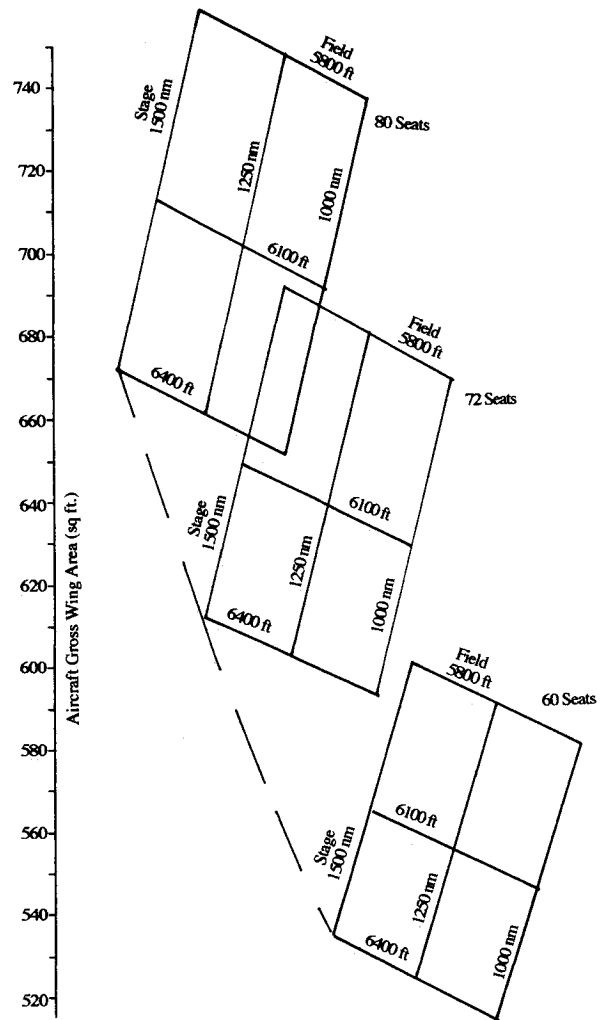 740
720
700
680
660
640
620
600
580
560
540
520
Aircraft Gross Wing Area (sq ft.)
Field
5800 ft
80 Seats
Stage
1500 nm
1250 nm
1000 nm
6100 ft
6400 ft
Field
5800 ft
72 Seats
Stage
1500 nm
1250 nm
1000 nm
6100 ft
6400 ft
Field
5800 ft
60 Seats
Stage
1500 nm
1250 nm
1000 nm
6100 ft
6400 ft